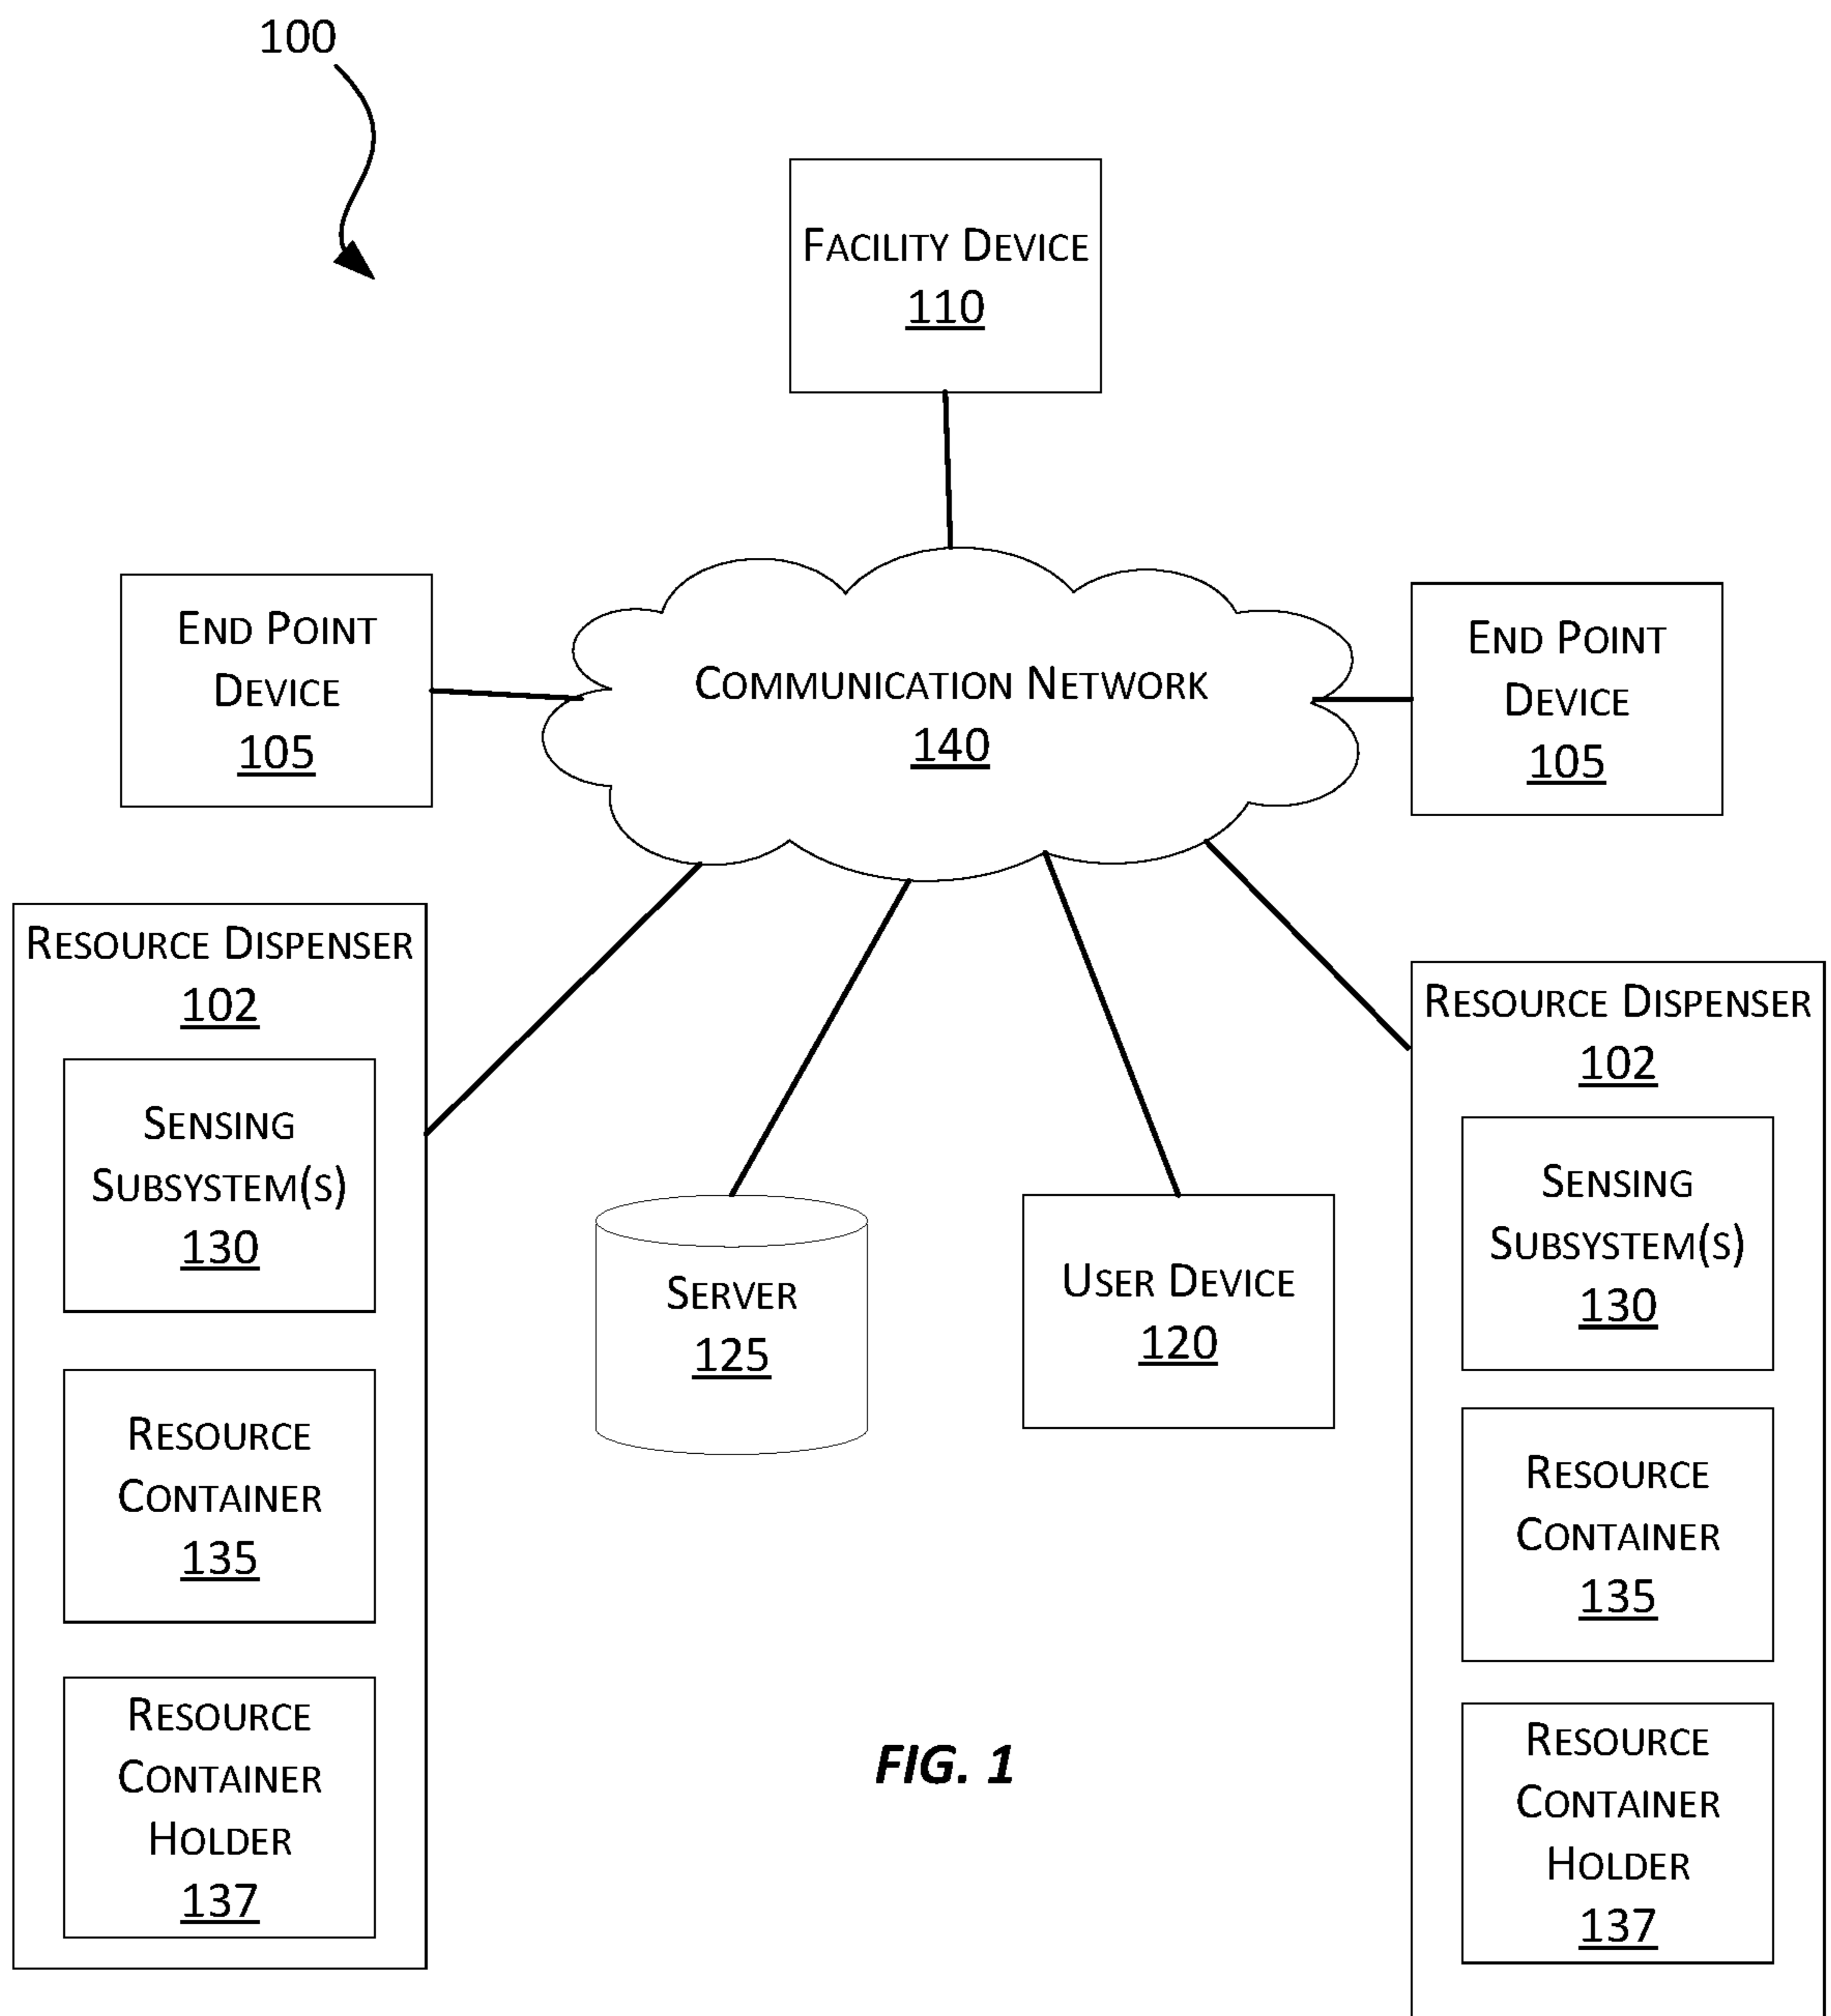 100
FACILITY DEVICE
110
END POINT
DEVICE
105
COMMUNICATION NETWORK
140
END POINT
DEVICE
105
RESOURCE DISPENSER
102
SENSING
SUBSYSTEM(S)
130
RESOURCE
CONTAINER
135
RESOURCE
CONTAINER
HOLDER
137
SERVER
125
USER DEVICE
120
RESOURCE DISPENSER
102
SENSING
SUBSYSTEM(S)
130
RESOURCE
CONTAINER
135
RESOURCE
CONTAINER
HOLDER
137
FIG. 1